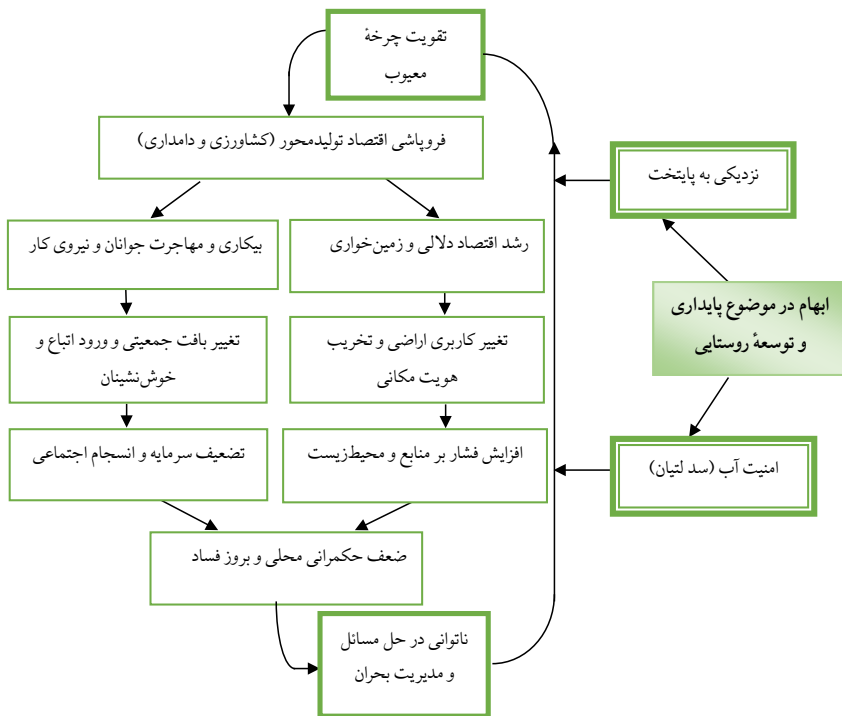 تقویت چرخهٔ
معیوب
فروپاشی اقتصاد تولیدمحور (کشاورزی و دامداری)
نزدیکی به پایتخت
رشد اقتصاد دلالی و زمین‌خواری
بیکاری و مهاجرت جوانان و نیروی کار
ابهام در موضوع پایداری
و توسعهٔ روستایی
تغییر کاربری اراضی و تخریب
هویت مکانی
تغییر بافت جمعیتی و ورود اتباع و
خوش‌نشینان
امنیت آب (سد لتیان)
افزایش فشار بر منابع و محیط‌زیست
تضعیف سرمایه و انسجام اجتماعی
ضعف حکمرانی محلی و بروز فساد
ناتوانی در حل مسائل
و مدیریت بحران